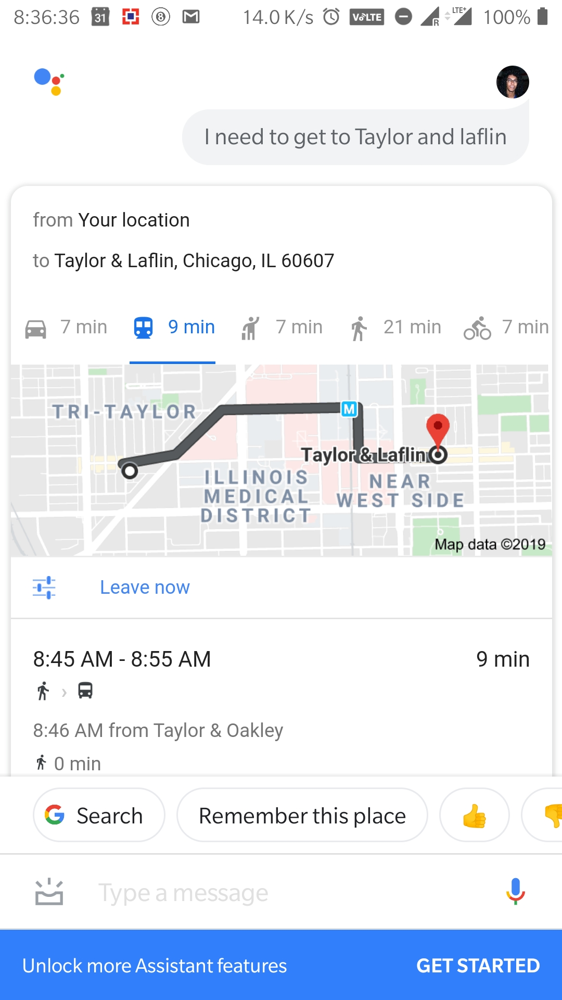 8:36:36 31 8 14.0 K/s VoLTE R LTE+ 100%
I need to get to Taylor and laflin
from Your location
to Taylor & Laflin, Chicago, IL 60607
7 min 9 min 7 min 21 min 7 min
TRI-TAYLOR
M
Taylor & Laflin
ILLINOIS
MEDICAL
DISTRICT
NEAR
WEST SIDE
Map data ©2019
Leave now
8:45 AM - 8:55 AM 9 min
8:46 AM from Taylor & Oakley
0 min
G Search Remember this place
Type a message
Unlock more Assistant features GET STARTED